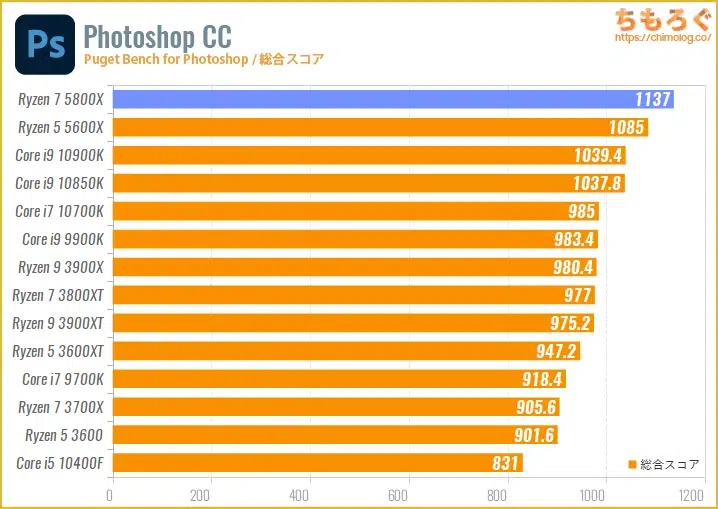 Ps
Photoshop CC
Puget Bench for Photoshop / 総合スコア
ちもろぐ
https://chimolog.co/
Ryzen 7 5800X 1137
Ryzen 5 5600X 1085
Core i9 10900K 1039.4
Core i9 10850K 1037.8
Core i7 10700K 985
Core i9 9900K 983.4
Ryzen 9 3900X 980.4
Ryzen 7 3800XT 977
Ryzen 9 3900XT 975.2
Ryzen 5 3600XT 947.2
Core i7 9700K 918.4
Ryzen 7 3700X 905.6
Ryzen 5 3600 901.6
Core i5 10400F 831
総合スコア
0 200 400 600 800 1000 1200